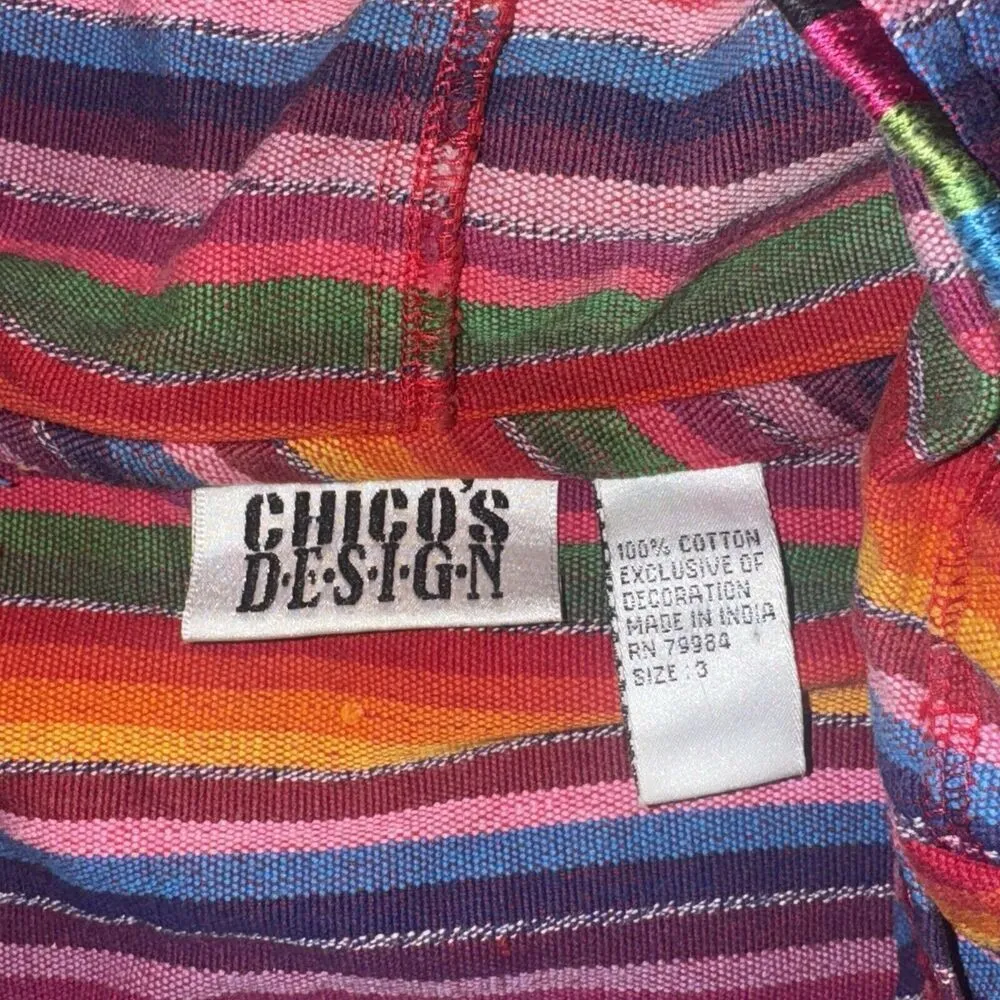 CHICO'S
D·E·S·I·G·N
100% COTTON
EXCLUSIVE OF
DECORATION
MADE IN INDIA
RN 79984
SIZE : 3